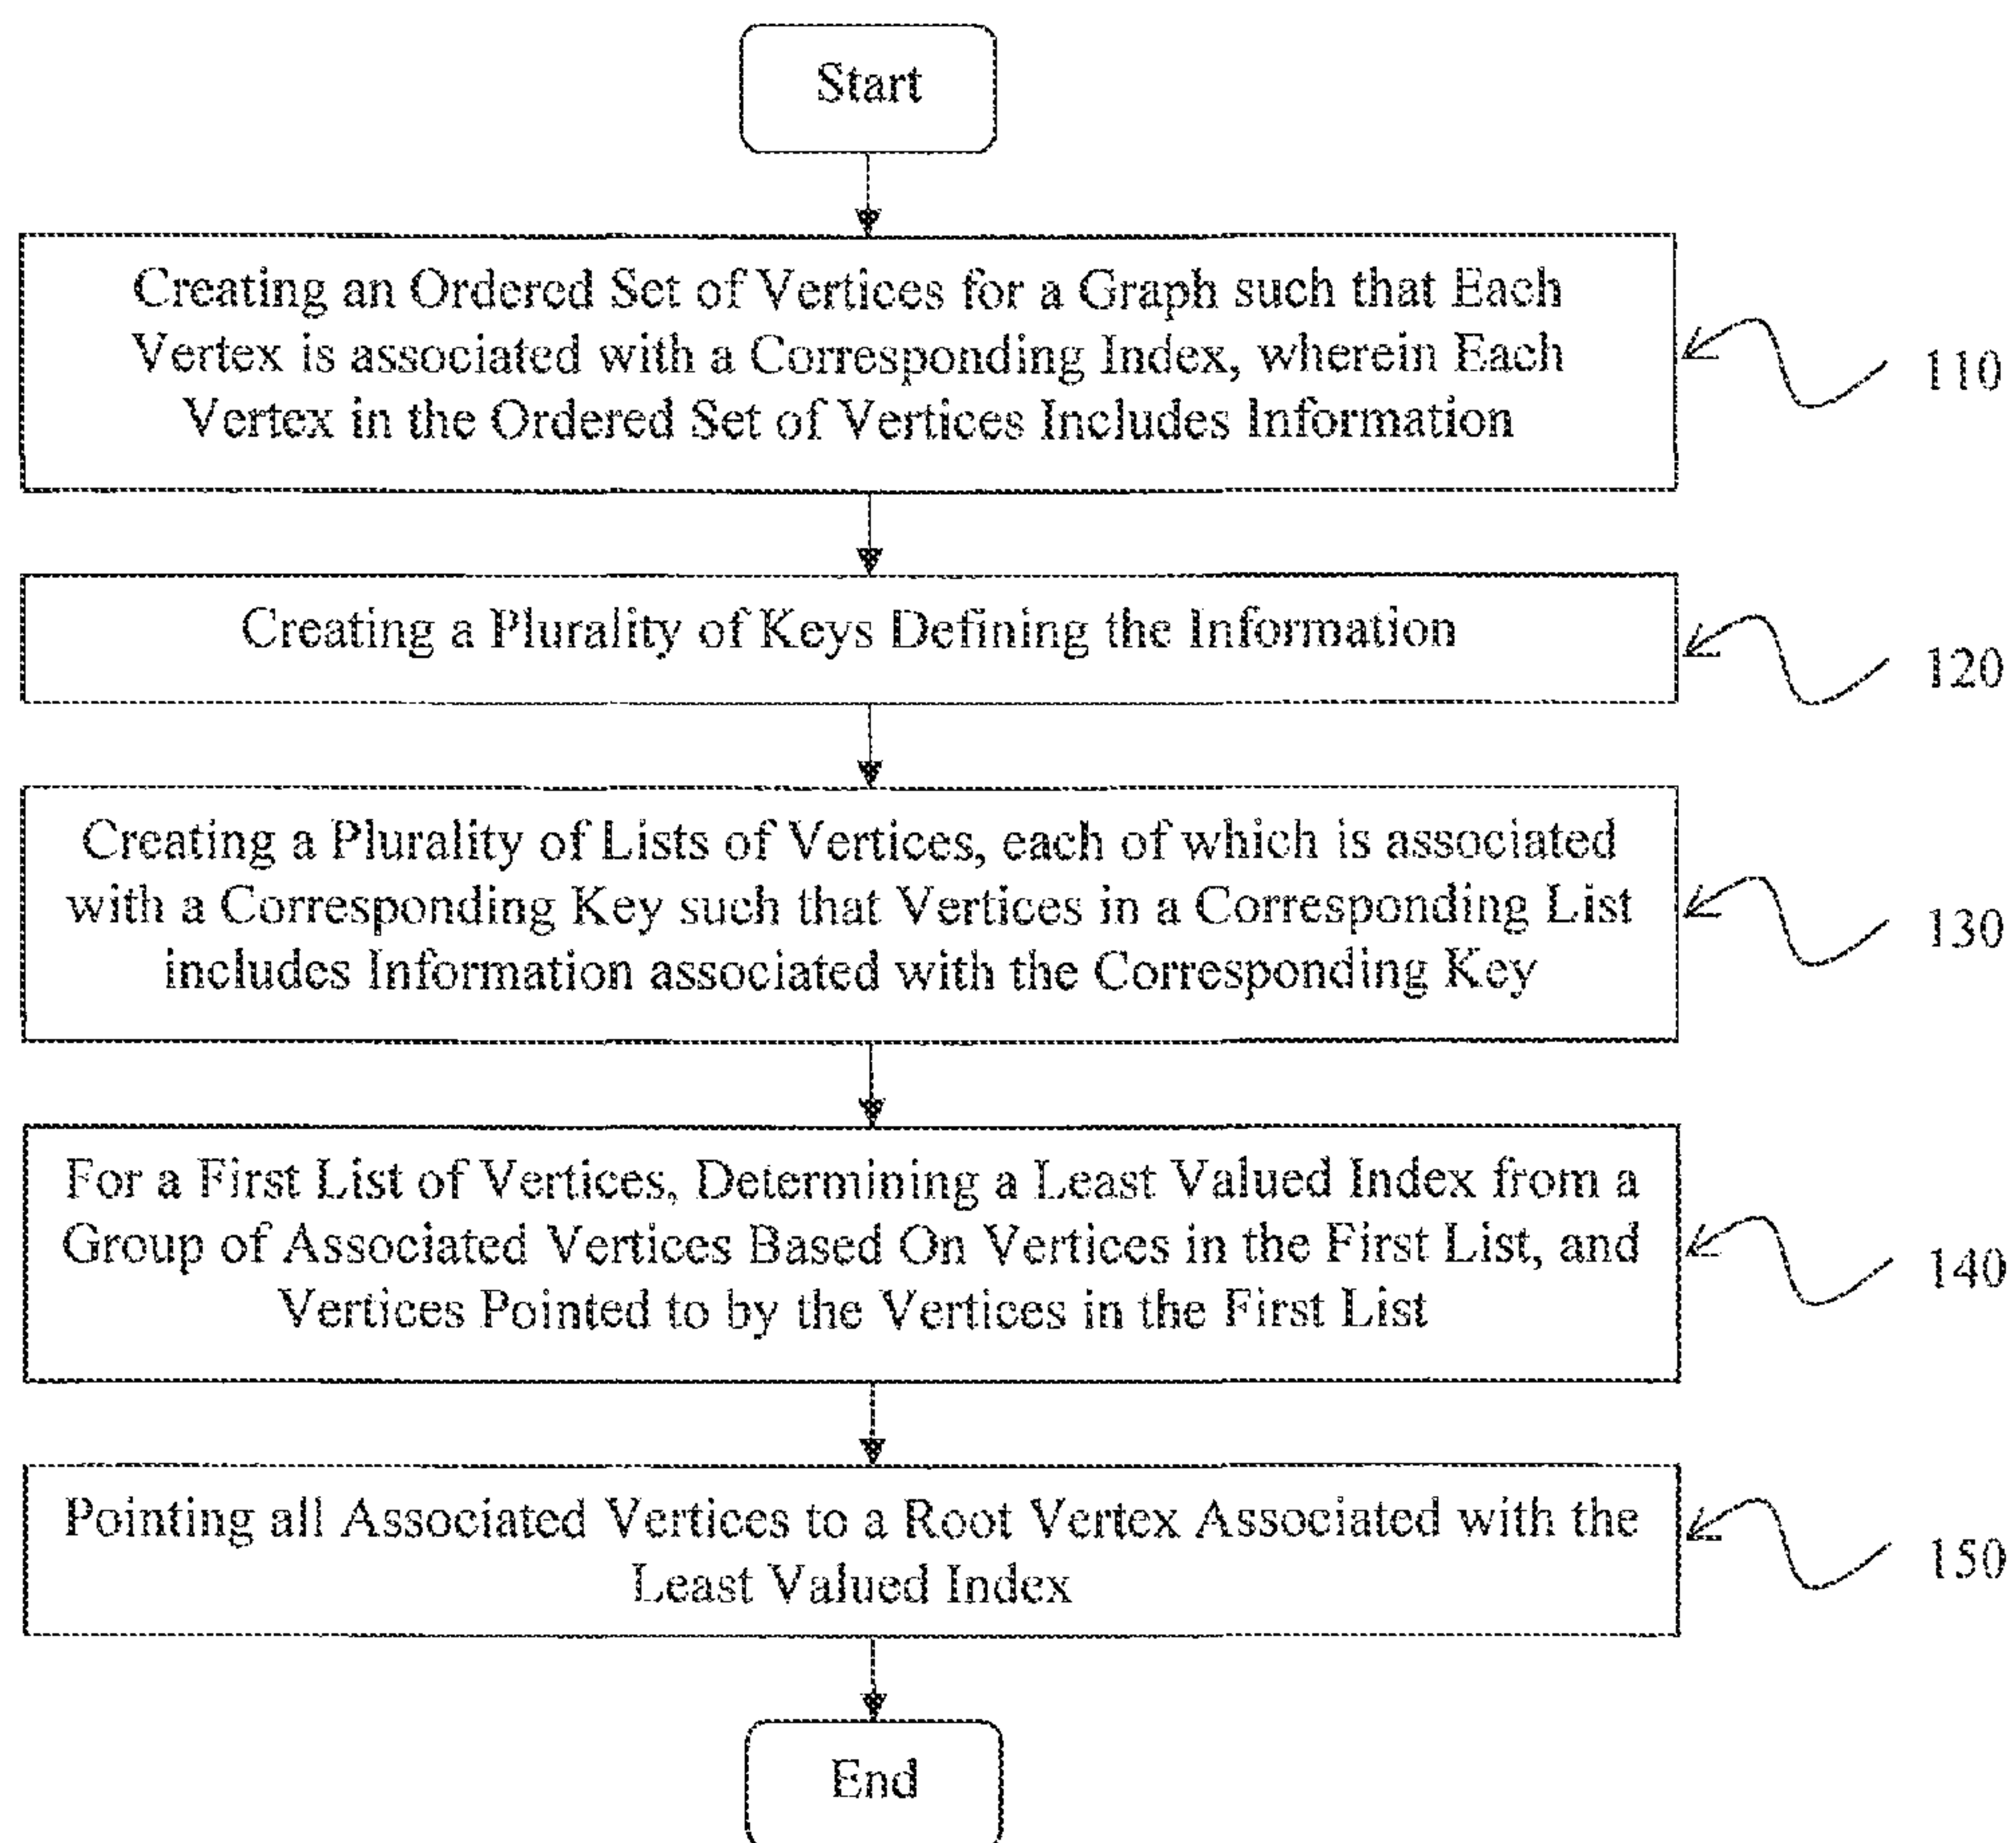 Start
Creating an Ordered Set of Vertices for a Graph such that Each
Vertex is associated with a Corresponding Index, wherein Each
Vertex in the Ordered Set of Vertices Includes Information
110
Creating a Plurality of Keys Defining the Information
120
Creating a Plurality of Lists of Vertices, each of which is associated
with a Corresponding Key such that Vertices in a Corresponding List
includes Information associated with the Corresponding Key
130
For a First List of Vertices, Determining a Least Valued Index from a
Group of Associated Vertices Based On Vertices in the First List, and
Vertices Pointed to by the Vertices in the First List
140
Pointing all Associated Vertices to a Root Vertex Associated with the
Least Valued Index
150
End